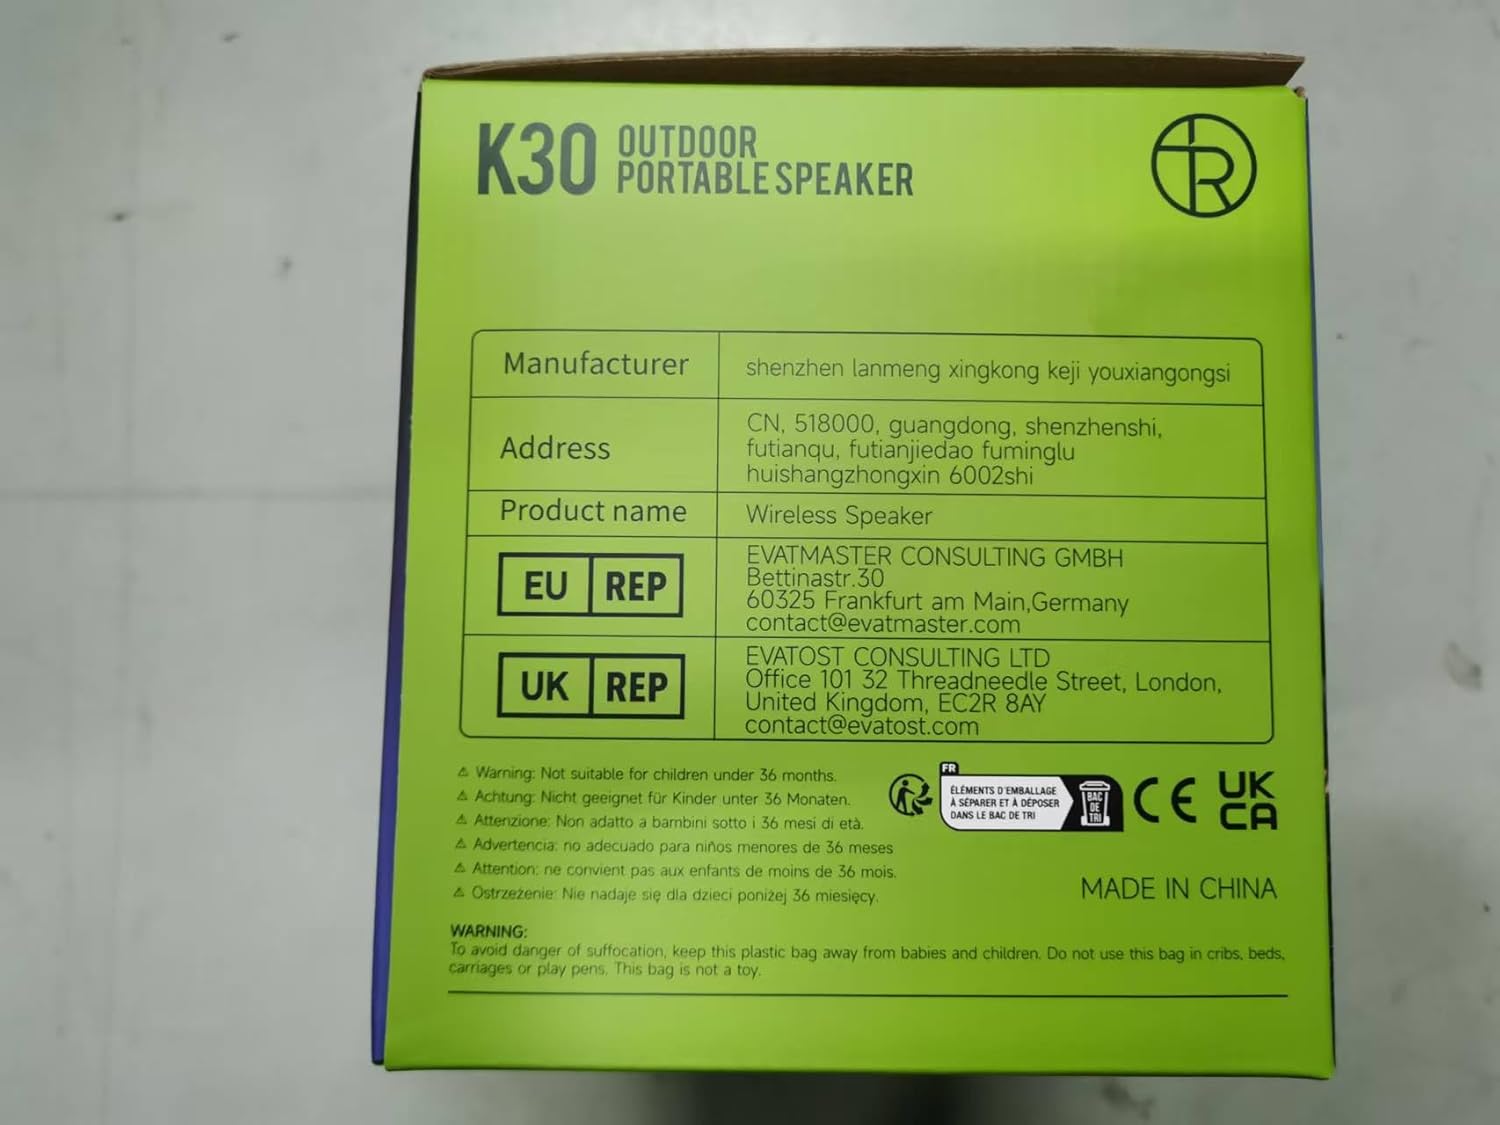 K30 OUTDOOR
PORTABLE SPEAKER
Manufacturer
shenzhen lanmeng xingkong keji youxiangongsi
Address
CN, 518000, guangdong, shenzhenshi,
futianqu, futianjiedao fuminglu
huishangzhongxin 6002shi
Product name
Wireless Speaker
EU REP
EVATMASTER CONSULTING GMBH
Bettinastr.30
60325 Frankfurt am Main,Germany
contact@evatmaster.com
UK REP
EVATOST CONSULTING LTD
Office 101 32 Threadneedle Street, London,
United Kingdom, EC2R 8AY
contact@evatost.com
⚠ Warning: Not suitable for children under 36 months.
⚠ Achtung: Nicht geeignet für Kinder unter 36 Monaten.
⚠ Attenzione: Non adatto a bambini sotto i 36 mesi di età.
⚠ Advertencia: no adecuado para niños menores de 36 meses
⚠ Attention: ne convient pas aux enfants de moins de 36 mois.
⚠ Ostrzeżenie: Nie nadaje się dla dzieci poniżej 36 miesięcy.
FR
ÉLÉMENTS D'EMBALLAGE
À SÉPARER ET À DÉPOSER
DANS LE BAC DE TRI
BAC
DE
TRI
CE
UK
CA
MADE IN CHINA
WARNING:
To avoid danger of suffocation, keep this plastic bag away from babies and children. Do not use this bag in cribs, beds,
carriages or play pens. This bag is not a toy.